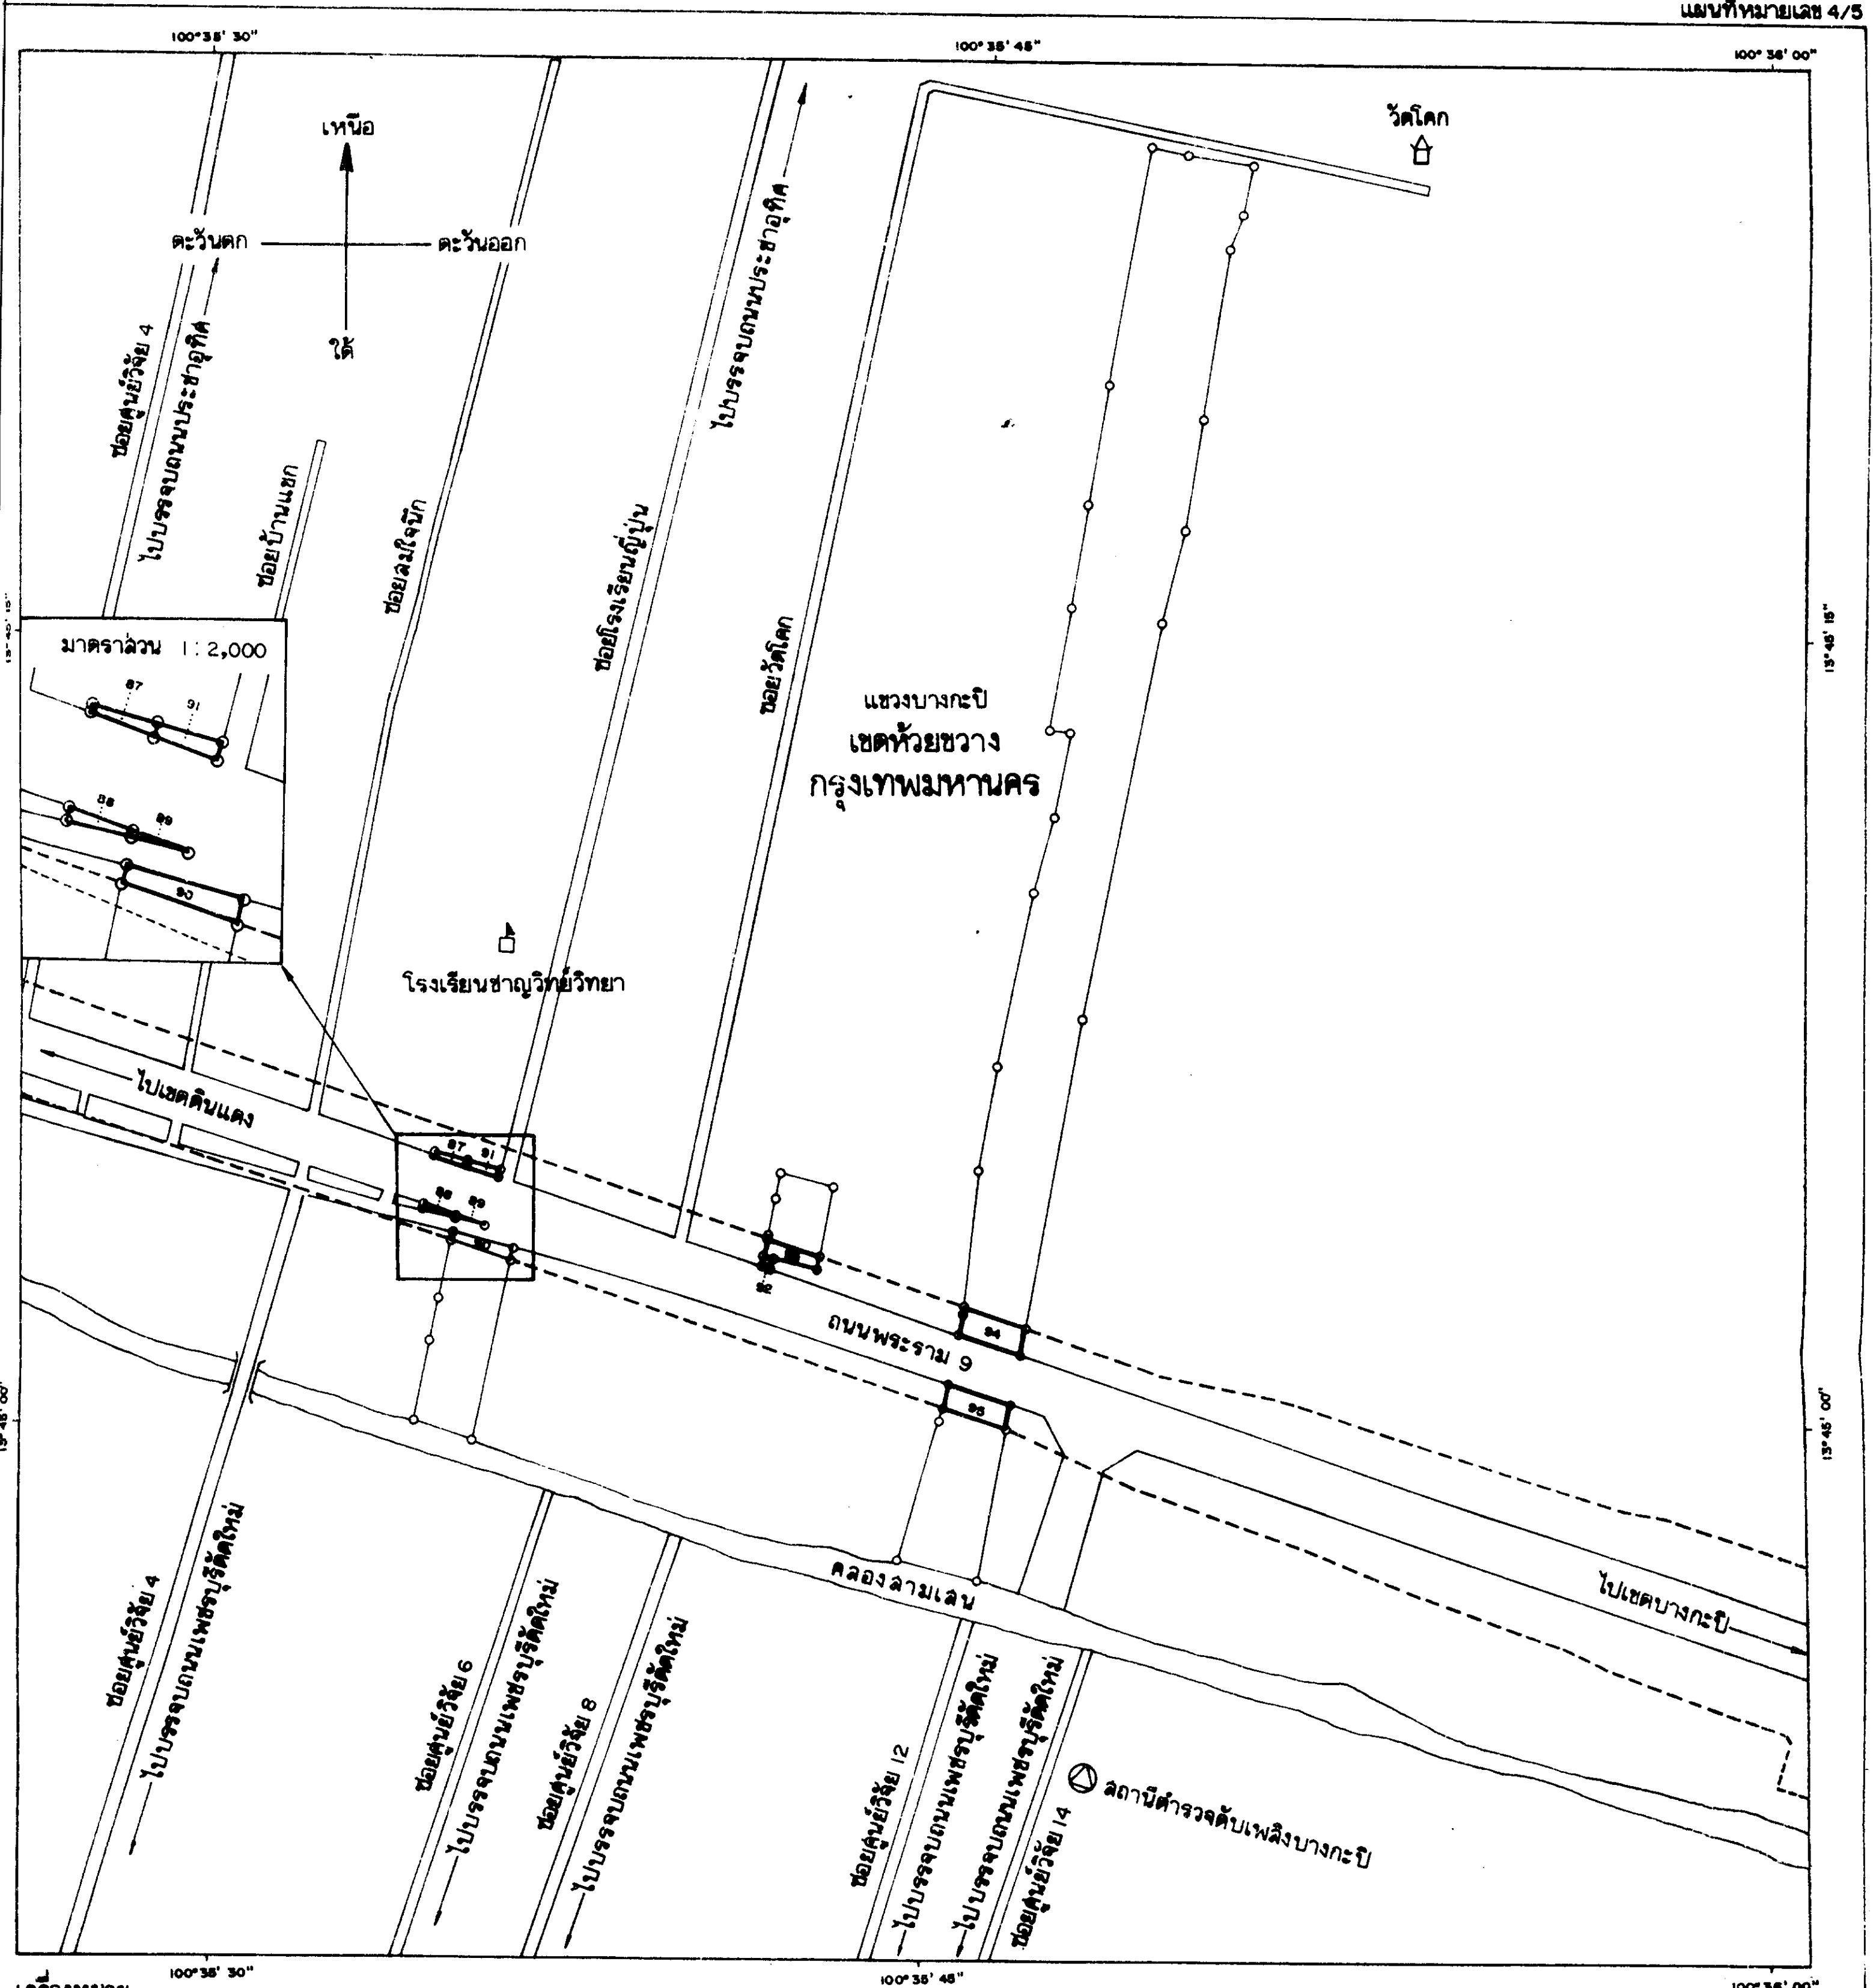 แผนที่หมายเลข 4/5
100°35' 30"
100°35' 45"
100°36' 00"
เหนือ
ตะวันตก
ตะวันออก
ใต้
วัดโคก
ซอยศูนย์วิจัย 4
ไปบรรจบถนนประชาอุทิศ
ซอยบ้านแขก
ซอยสมใจนึก
ซอยโรงเรียนญี่ปุ่น
ไปบรรจบถนนประชาอุทิศ
ซอยวัดโคก
13°45' 15"
13°45' 15"
มาตราส่วน 1:2,000
87
91
88
89
90
แขวงบางกะปิ
เขตห้วยขวาง
กรุงเทพมหานคร
โรงเรียนชาญวิทย์วิทยา
ไปเขตดินแดง
87
91
88
89
90
94
95
ถนนพระราม 9
13°45' 00"
13°45' 00"
คลองสามเสน
ไปเขตบางกะปิ
ซอยศูนย์วิจัย 4
ไปบรรจบถนนเพชรบุรีตัดใหม่
ซอยศูนย์วิจัย 6
ไปบรรจบถนนเพชรบุรีตัดใหม่
ซอยศูนย์วิจัย 8
ไปบรรจบถนนเพชรบุรีตัดใหม่
ซอยศูนย์วิจัย 12
ไปบรรจบถนนเพชรบุรีตัดใหม่
ไปบรรจบถนนเพชรบุรีตัดใหม่
ซอยศูนย์วิจัย 14
สถานีตำรวจดับเพลิงบางกะปิ
100°35' 30"
100°35' 45"
100°36' 00"